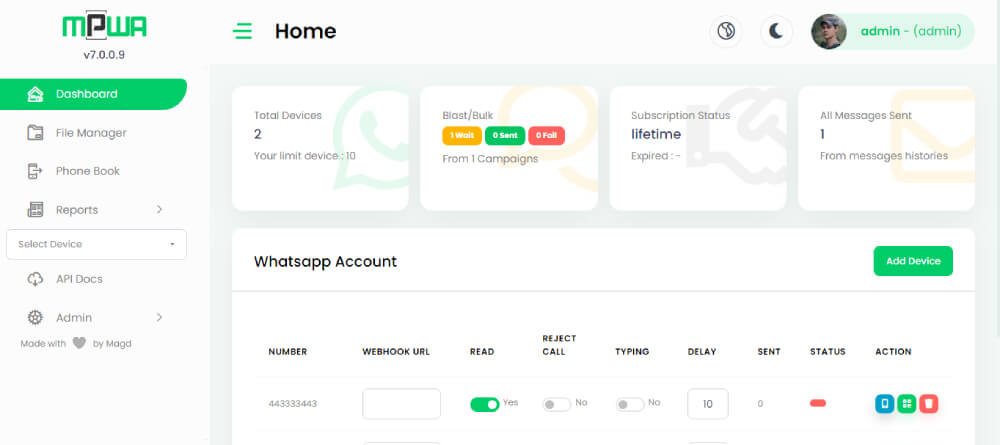 MPWA
v7.0.0.9
Home
admin - (admin)
Dashboard
File Manager
Phone Book
Reports
Select Device
API Docs
Admin
Made with by Magd
Total Devices
2
Your limit device : 10
Blast/Bulk
1 Wait 0 Sent 0 Fail
From 1 Campaigns
Subscription Status
lifetime
Expired : -
All Messages Sent
1
From messages histories
Whatsapp Account
Add Device
NUMBER WEBHOOK URL READ REJECT CALL TYPING DELAY SENT STATUS ACTION
443333443 Yes No No 10 0